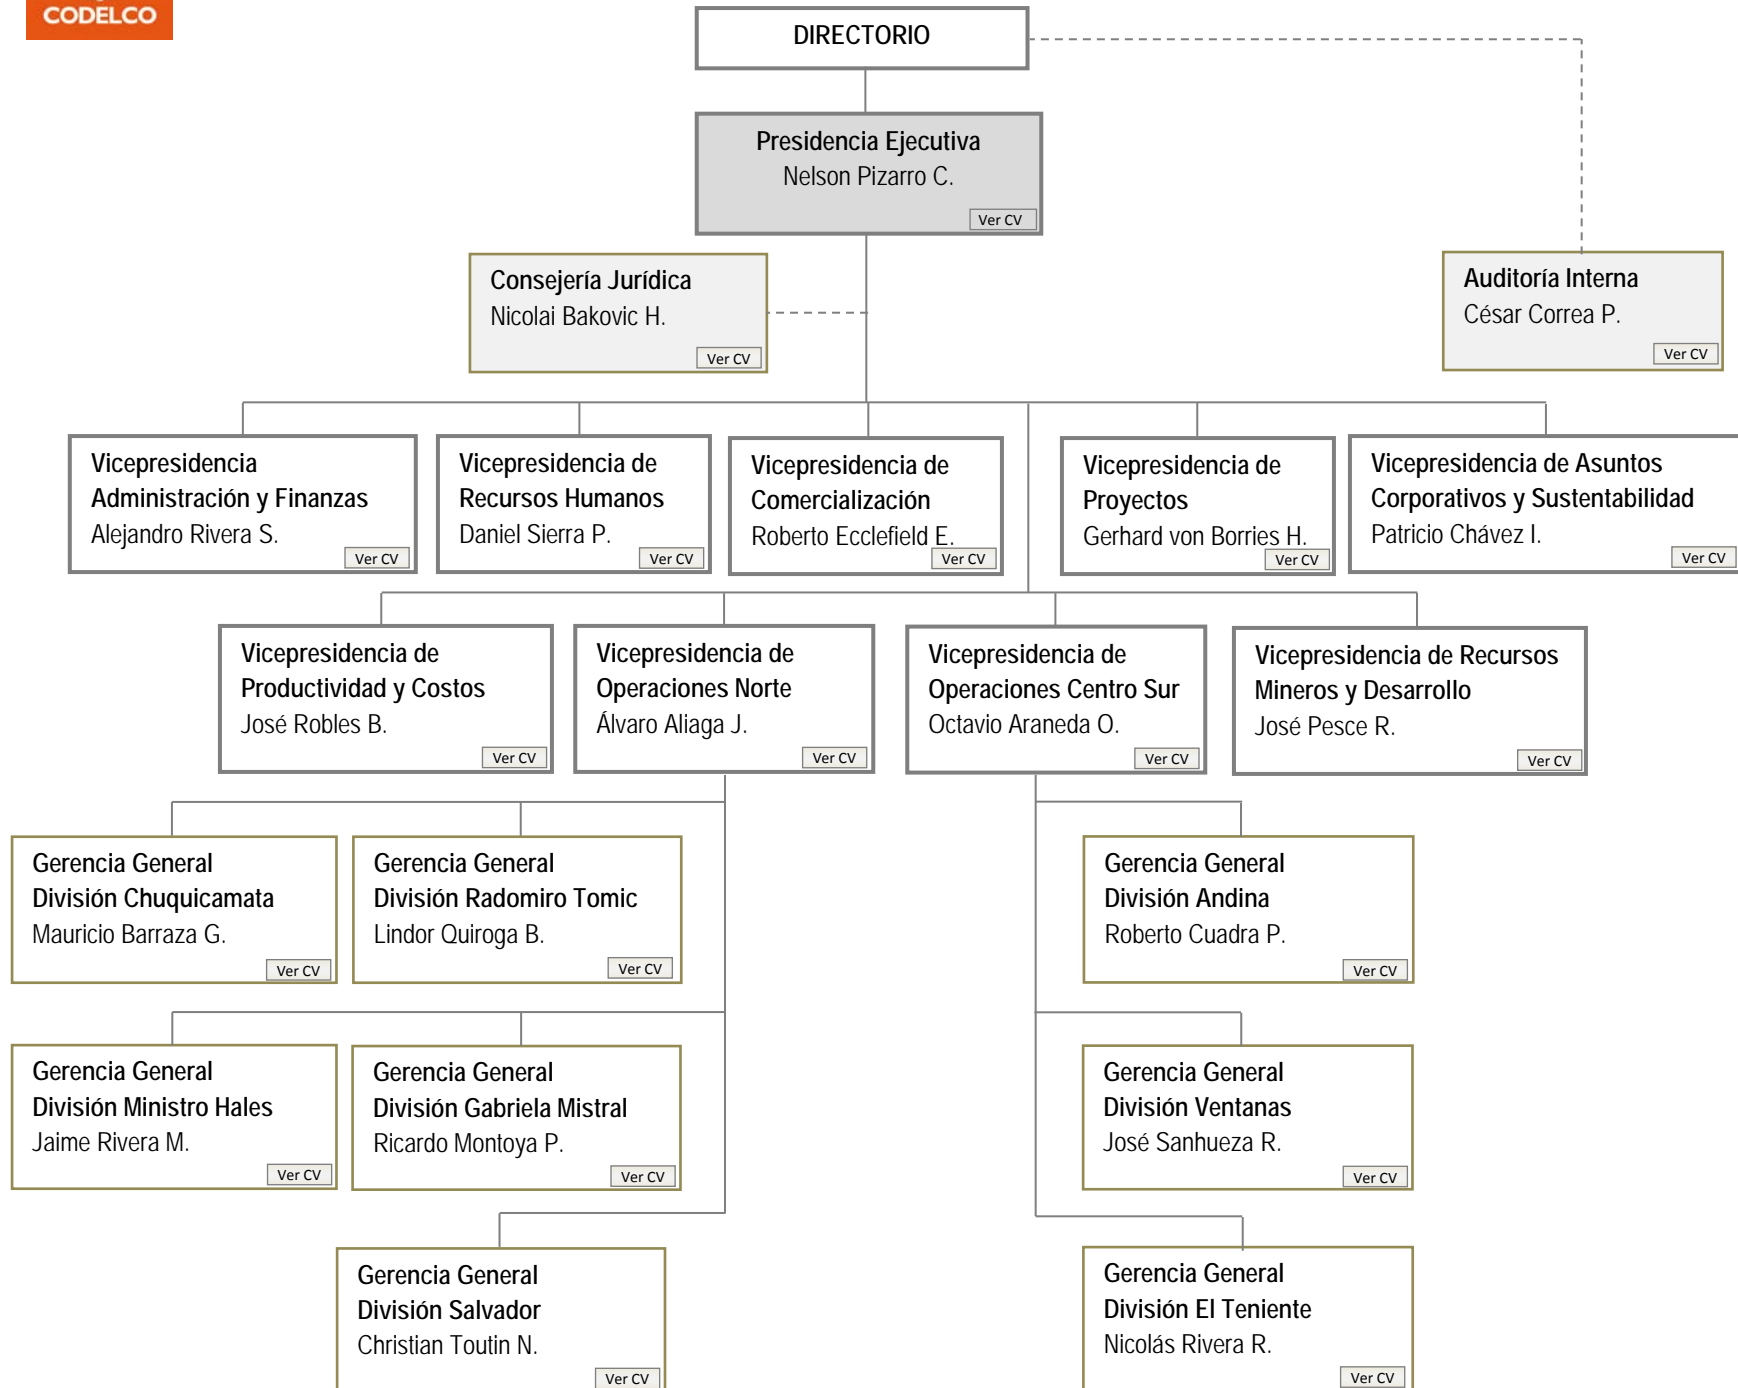 CODELCO
DIRECTORIO
Presidencia Ejecutiva
Nelson Pizarro C.
Ver CV
Consejería Jurídica
Nicolai Bakovic H.
Ver CV
Auditoría Interna
César Correa P.
Ver CV
Vicepresidencia
Administración y Finanzas
Alejandro Rivera S.
Ver CV
Vicepresidencia de
Recursos Humanos
Daniel Sierra P.
Ver CV
Vicepresidencia de
Comercialización
Roberto Ecclefield E.
Ver CV
Vicepresidencia de
Proyectos
Gerhard von Borries H.
Ver CV
Vicepresidencia de Asuntos
Corporativos y Sustentabilidad
Patricio Chávez I.
Ver CV
Vicepresidencia de
Productividad y Costos
José Robles B.
Ver CV
Vicepresidencia de
Operaciones Norte
Álvaro Aliaga J.
Ver CV
Vicepresidencia de
Operaciones Centro Sur
Octavio Araneda O.
Ver CV
Vicepresidencia de Recursos
Mineros y Desarrollo
José Pesce R.
Ver CV
Gerencia General
División Chuquicamata
Mauricio Barraza G.
Ver CV
Gerencia General
División Radomiro Tomic
Lindor Quiroga B.
Ver CV
Gerencia General
División Andina
Roberto Cuadra P.
Ver CV
Gerencia General
División Ministro Hales
Jaime Rivera M.
Ver CV
Gerencia General
División Gabriela Mistral
Ricardo Montoya P.
Ver CV
Gerencia General
División Ventanas
José Sanhueza R.
Ver CV
Gerencia General
División Salvador
Christian Toutin N.
Ver CV
Gerencia General
División El Teniente
Nicolás Rivera R.
Ver CV